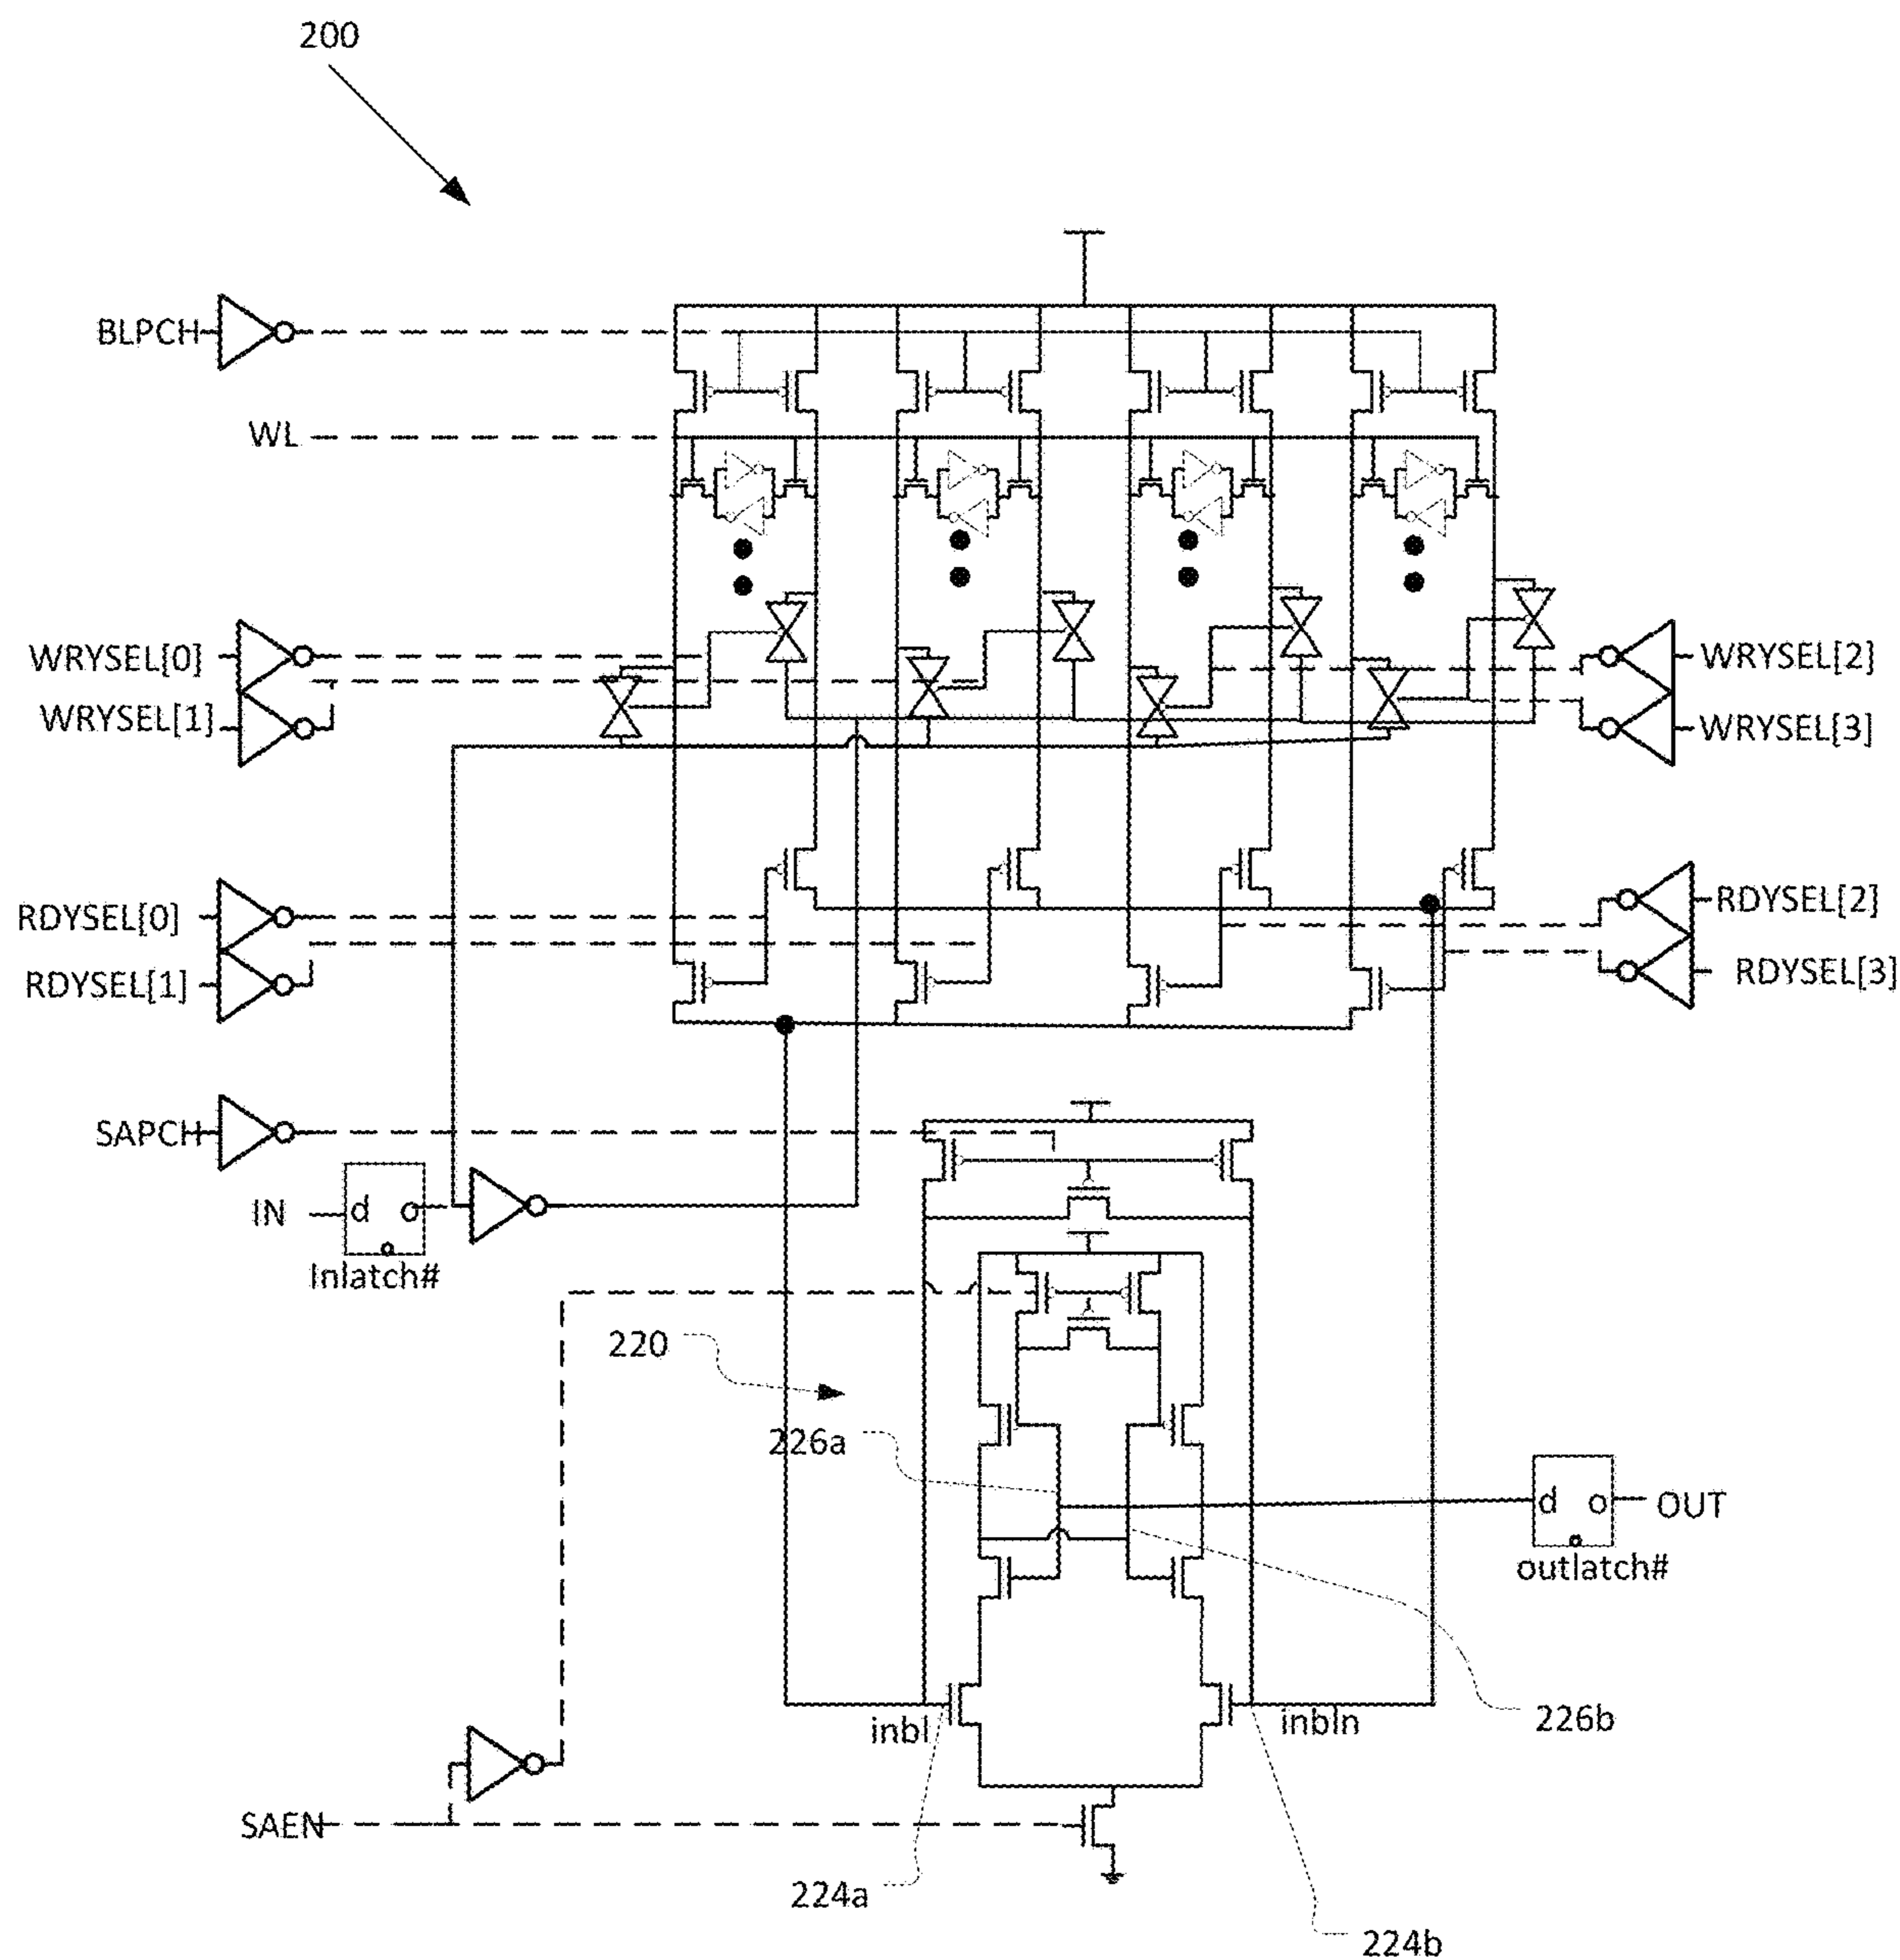 200
BLPCH
WL
WRYSEL[0]
WRYSEL[2]
WRYSEL[1]
WRYSEL[3]
RDYSEL[0]
RDYSEL[2]
RDYSEL[1]
RDYSEL[3]
SAPCH
IN
d o
Inlatch#
220
226a
d o
OUT
outlatch#
inbl
inbln
226b
SAEN
224a
224b